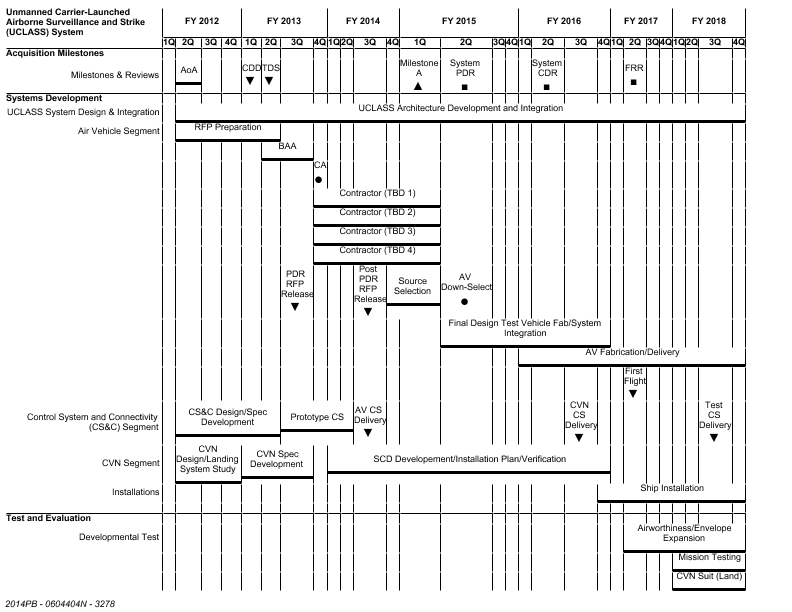 Unmanned Carrier-Launched
Airborne Surveillance and Strike
(UCLASS) System
FY 2012 FY 2013 FY 2014 FY 2015 FY 2016 FY 2017 FY 2018
1Q 2Q 3Q 4Q 1Q 2Q 3Q 4Q 1Q 2Q 3Q 4Q 1Q 2Q 3Q 4Q 1Q 2Q 3Q 4Q 1Q 2Q 3Q 4Q 1Q 2Q 3Q 4Q
Acquisition Milestones
Milestones & Reviews
AoA
CDD
TDS
Milestone
A
System
PDR
System
CDR
FRR
Systems Development
UCLASS System Design & Integration
UCLASS Architecture Development and Integration
Air Vehicle Segment
RFP Preparation
BAA
CA
Contractor (TBD 1)
Contractor (TBD 2)
Contractor (TBD 3)
Contractor (TBD 4)
PDR
RFP
Release
Post
PDR
RFP
Release
Source
Selection
AV
Down-Select
Final Design Test Vehicle Fab/System
Integration
AV Fabrication/Delivery
First
Flight
Control System and Connectivity
(CS&C) Segment
CS&C Design/Spec
Development
Prototype CS
AV CS
Delivery
CVN
CS
Delivery
Test
CS
Delivery
CVN Segment
CVN
Design/Landing
System Study
CVN Spec
Development
SCD Developement/Installation Plan/Verification
Installations
Ship Installation
Test and Evaluation
Developmental Test
Airworthiness/Envelope
Expansion
Mission Testing
CVN Suit (Land)
2014PB - 0604404N - 3278